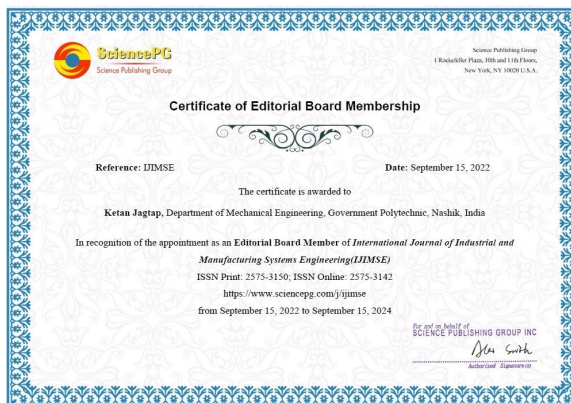 SciencePG
Science Publishing Group
Science Publishing Group
1 Rockefeller Plaza, 10th and 11th Floors,
New York, NY 10020 U.S.A.
Certificate of Editorial Board Membership
Reference: IJIMSE
Date: September 15, 2022
The certificate is awarded to
Ketan Jagtap, Department of Mechanical Engineering, Government Polytechnic, Nashik, India
In recognition of the appointment as an Editorial Board Member of International Journal of Industrial and
Manufacturing Systems Engineering(IJIMSE)
ISSN Print: 2575-3150; ISSN Online: 2575-3142
https://www.sciencepg.com/j/ijimse
from September 15, 2022 to September 15, 2024
For and on behalf of
SCIENCE PUBLISHING GROUP INC
Alex Smith
Authorized Signature(s)